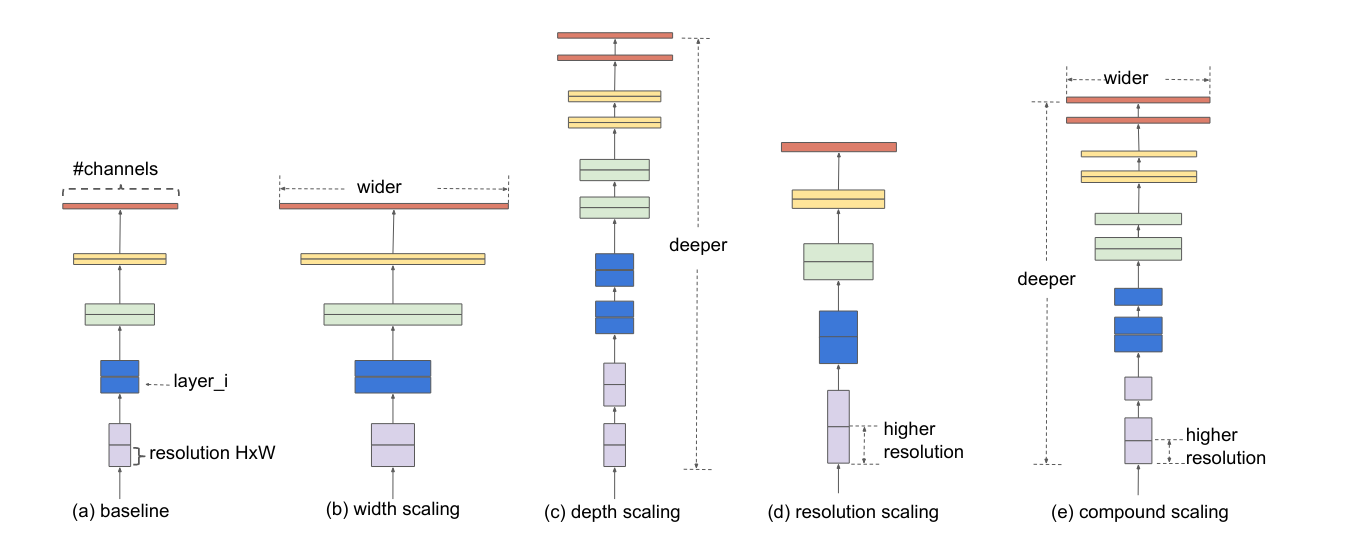 #channels
layer_i
resolution HxW
(a) baseline
wider
(b) width scaling
deeper
(c) depth scaling
higher
resolution
(d) resolution scaling
wider
deeper
higher
resolution
(e) compound scaling